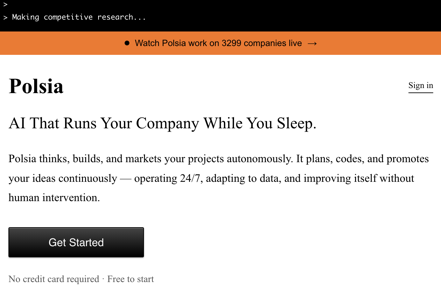 >
> Making competitive research...
● Watch Polsia work on 3299 companies live →
Polsia
Sign in
AI That Runs Your Company While You Sleep.
Polsia thinks, builds, and markets your projects autonomously. It plans, codes, and promotes
your ideas continuously — operating 24/7, adapting to data, and improving itself without
human intervention.
Get Started
No credit card required · Free to start